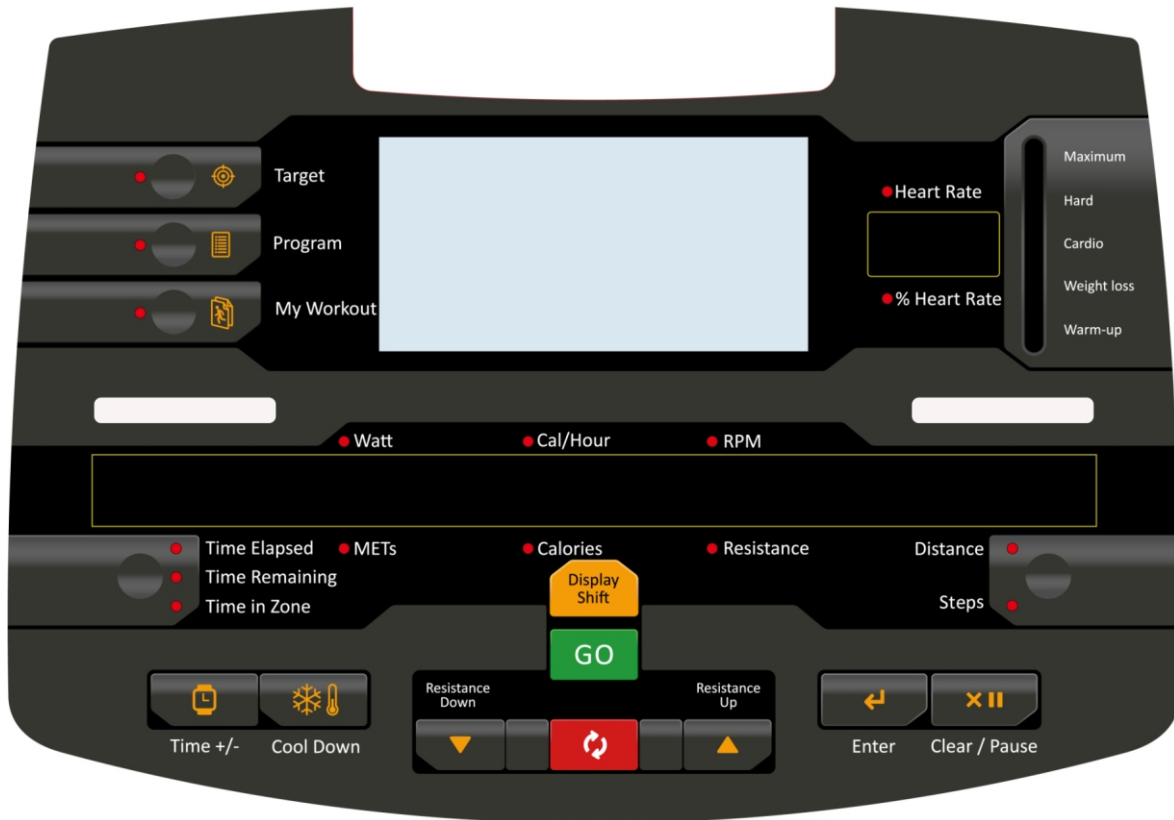 Target
Program
My Workout
Heart Rate
% Heart Rate
Maximum
Hard
Cardio
Weight loss
Warm-up
Watt
Cal/Hour
RPM
Time Elapsed
Time Remaining
Time in Zone
METs
Calories
Resistance
Distance
Steps
Display
Shift
GO
Resistance
Down
Resistance
Up
Time +/-
Cool Down
Enter
Clear / Pause